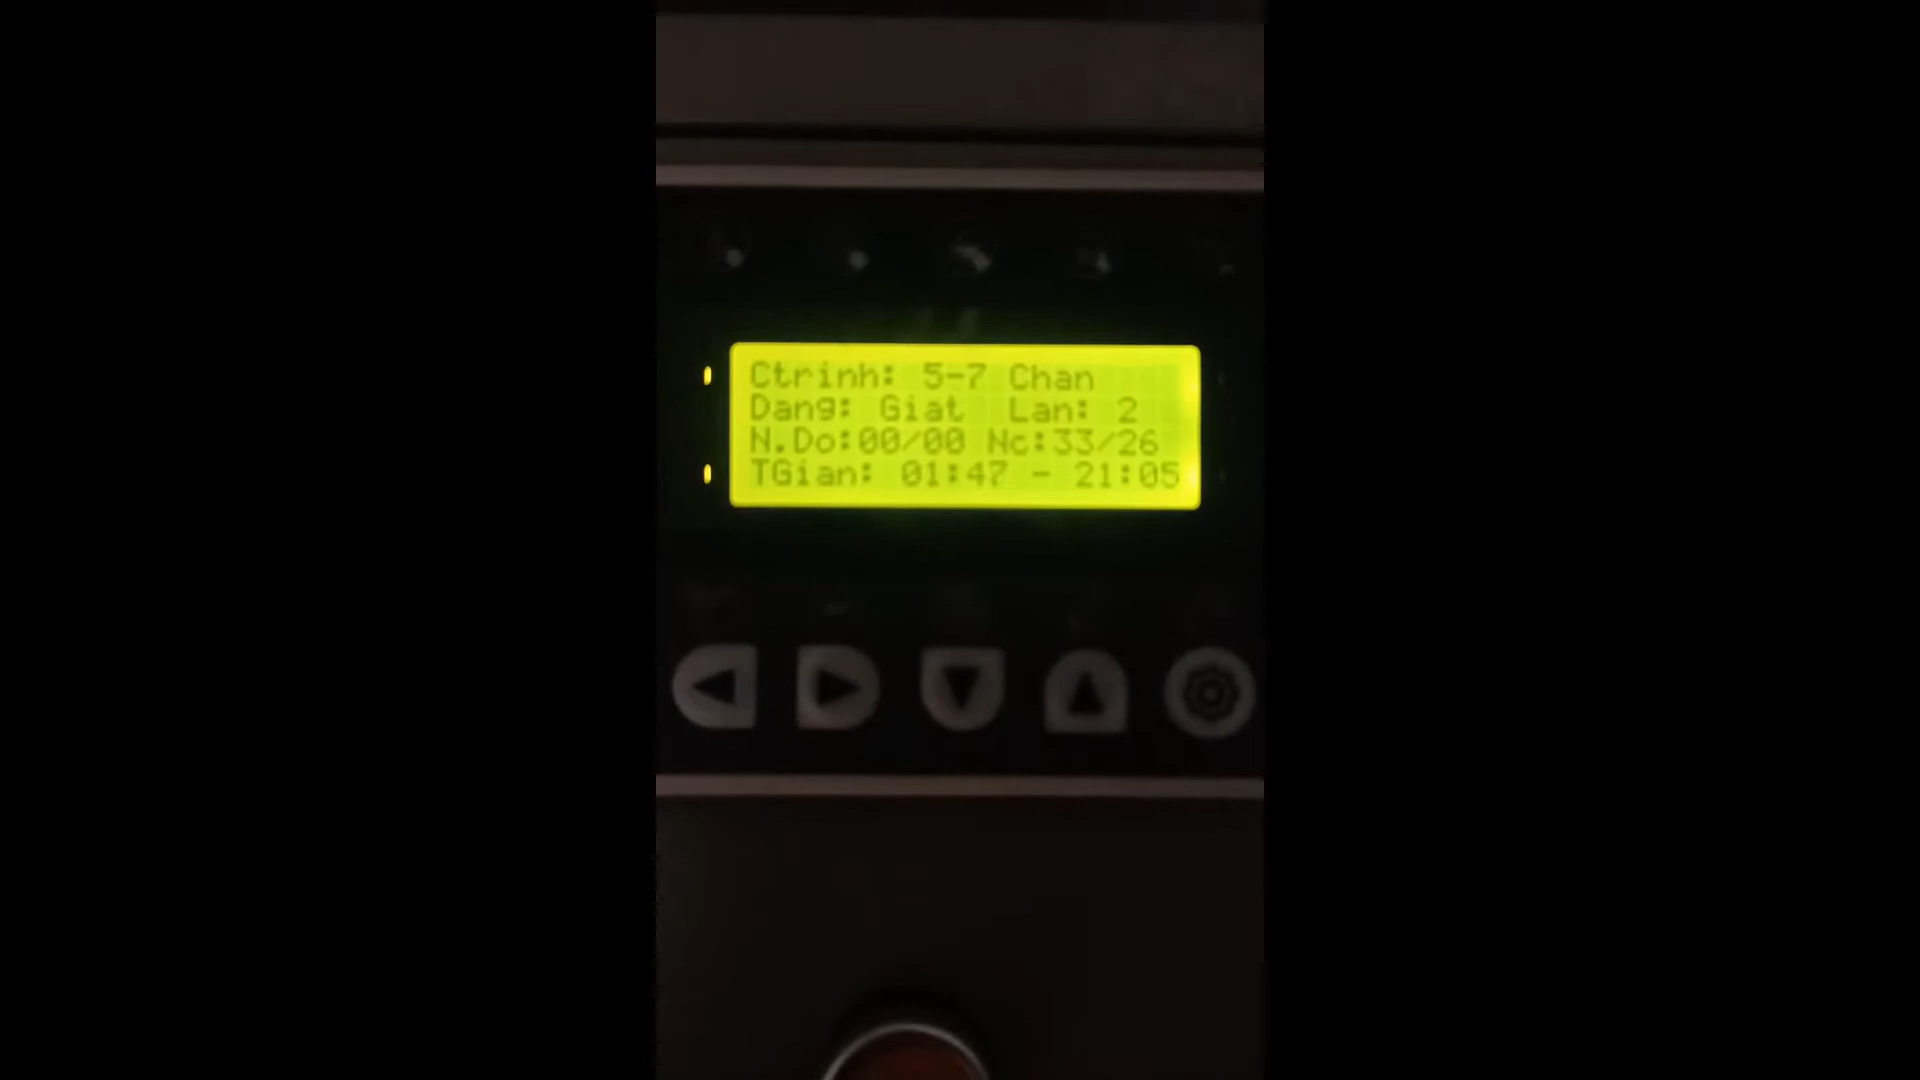 Ctrinh: 5-7 Chan
Dang: Giat Lan: 2
N.Do:00/00 Nc:33/26
TGian: 01:47 - 21:05